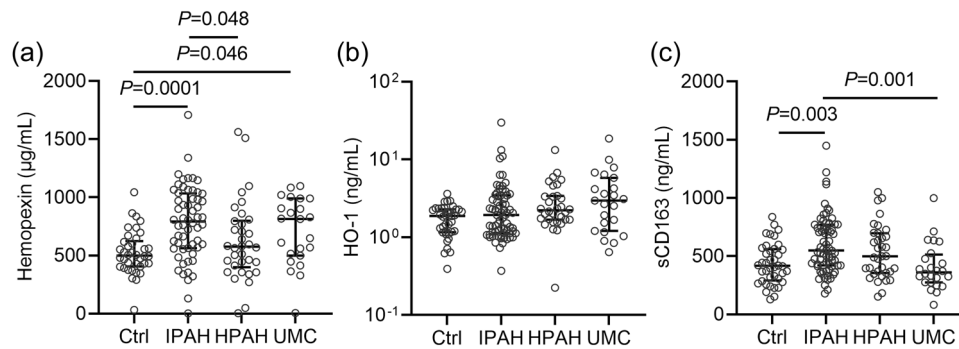 (a)
P=0.048
P=0.046
P=0.0001
Hemopexin (µg/mL)
2000
1500
1000
500
0
Ctrl IPAH HPAH UMC
(b)
HO-1 (ng/mL)
10²
10¹
10⁰
10⁻¹
Ctrl IPAH HPAH UMC
(c)
P=0.001
P=0.003
sCD163 (ng/mL)
2000
1500
1000
500
0
Ctrl IPAH HPAH UMC